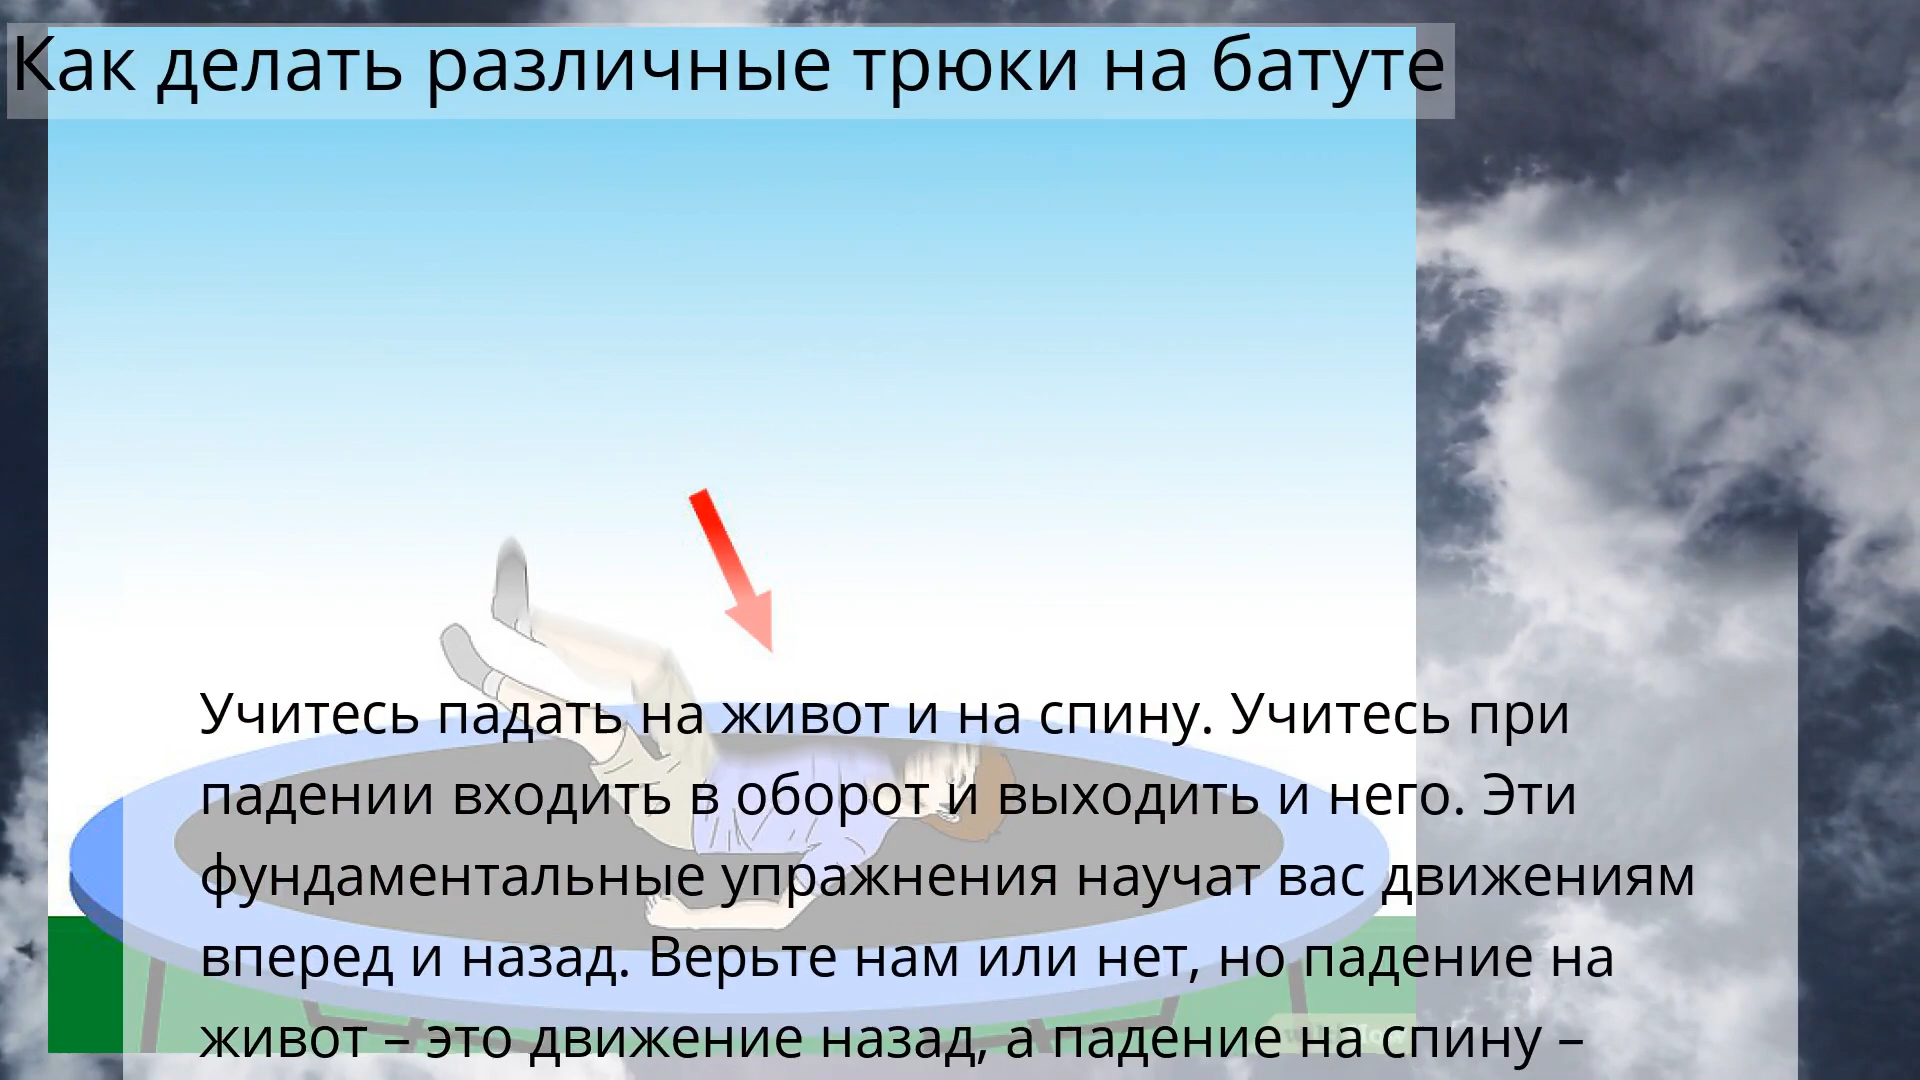 Как делать различные трюки на батуте
Учитесь падать на живот и на спину. Учитесь при
падении входить в оборот и выходить и него. Эти
фундаментальные упражнения научат вас движениям
вперед и назад. Верьте нам или нет, но падение на
живот – это движение назад, а падение на спину –